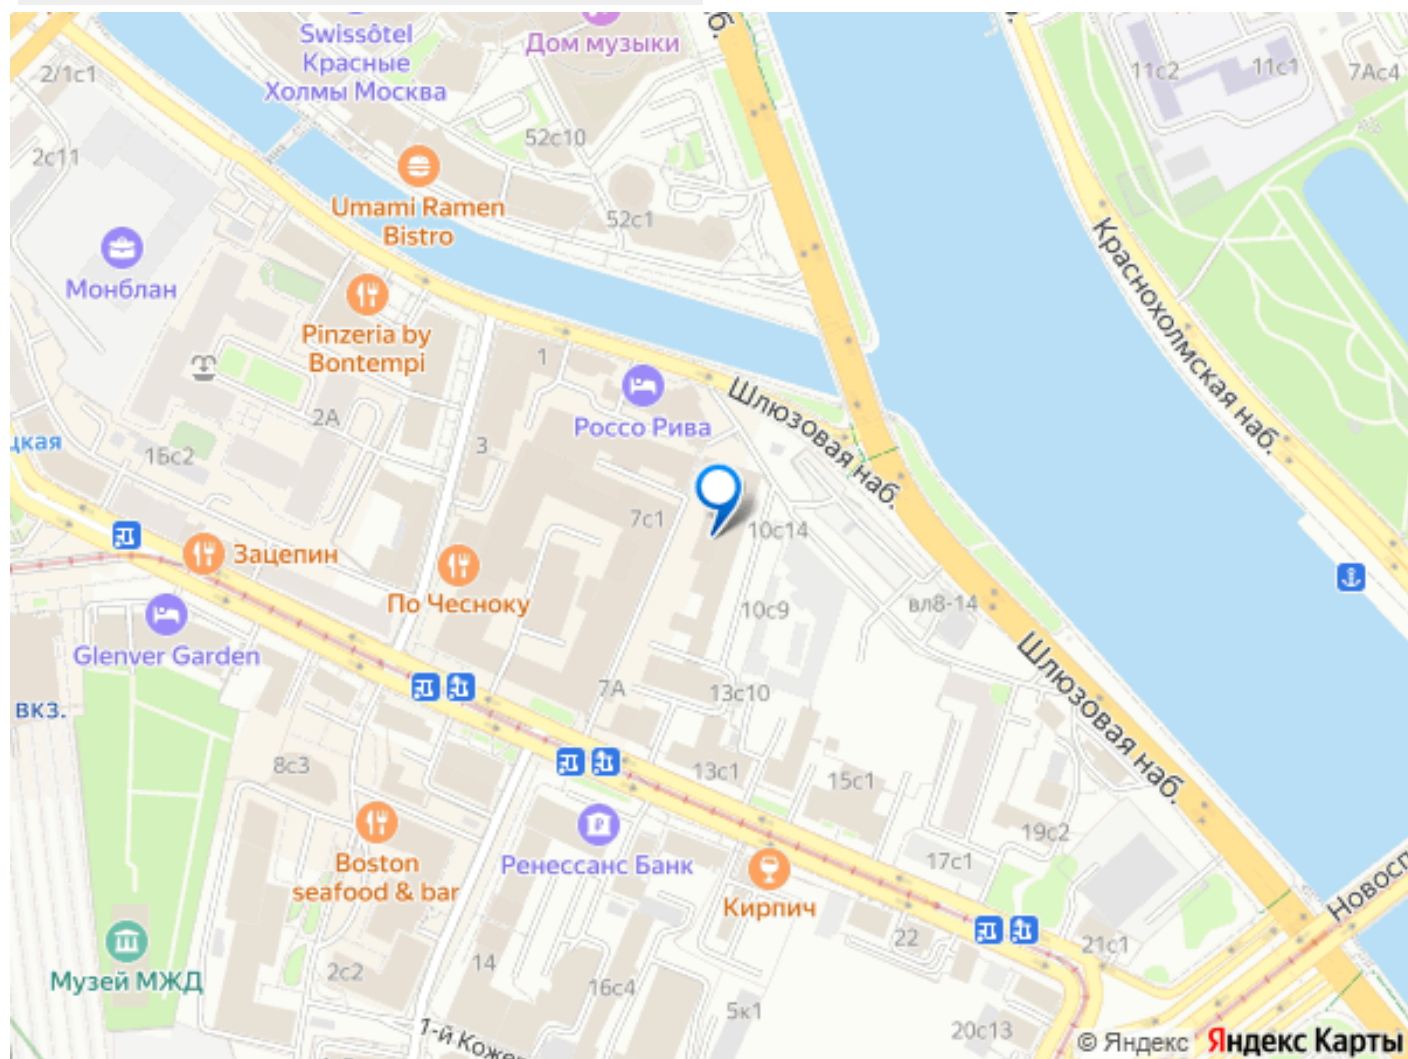 Swissôtel
Красные
Холмы Москва
Дом музыки
наб.
2/1с1
2с11
52с10
52с1
11с2
11с1
7Ас4
Umami Ramen
Bistro
Монблан
Pinzeria by
Bontempi
Краснохолмская наб.
1
2А
3
1Бс2
Россо Рива
Шлюзовая наб.
цкая
7с1
10с14
Зацепин
По Чесноку
10с9
вл8-14
Glenver Garden
вкз.
7А
13с10
Шлюзовая наб.
8с3
13с1
15с1
19с2
17с1
Boston
seafood & bar
Ренессанс Банк
Кирпич
Новосп
22
21с1
Музей МЖД
2с2
14
16с4
5к1
20с13
1-й Кожев
© Яндекс Яндекс Карты